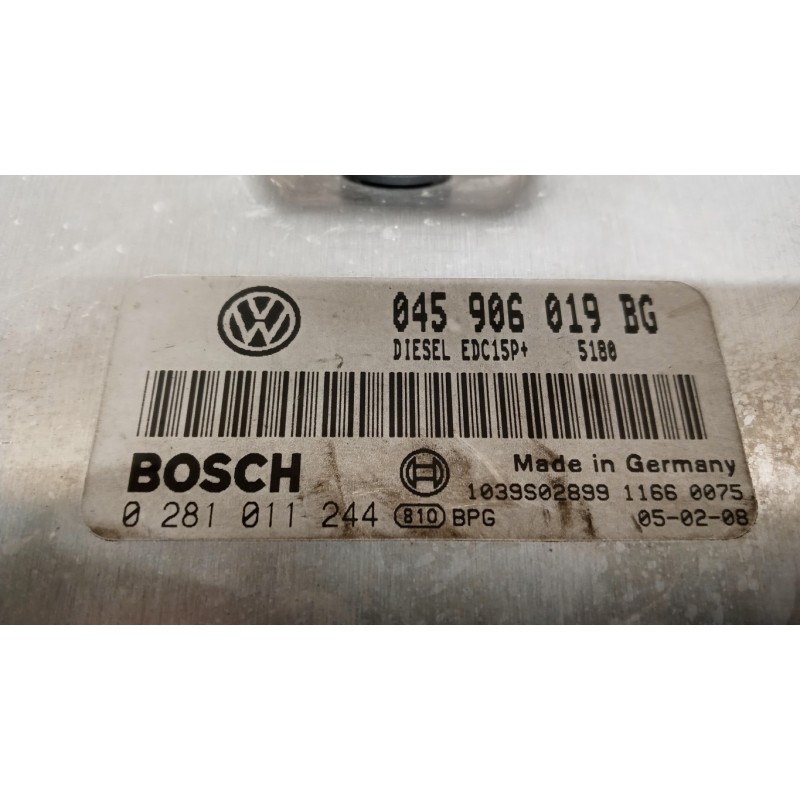 VW 045 906 019 BG
DIESEL EDC15P+ 5180
BOSCH Made in Germany
1039S02899 1166 0075
0 281 011 244 810 BPG 05-02-08